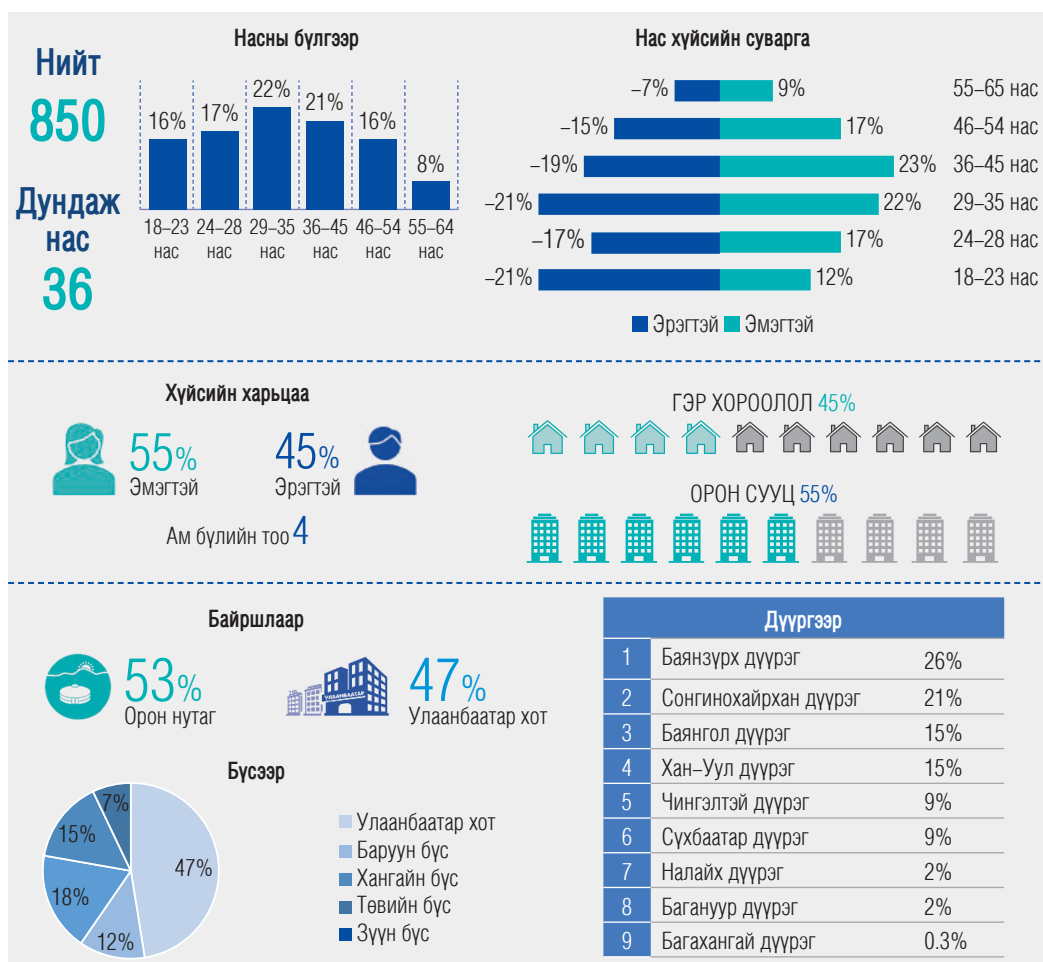 Нийт
850
Дундаж
нас
36
Насны бүлгээр
16%
17%
22%
21%
16%
8%
18–23 нас
24–28 нас
29–35 нас
36–45 нас
46–54 нас
55–64 нас
Нас хүйсийн суварга
–7% 9% 55–65 нас
–15% 17% 46–54 нас
–19% 23% 36–45 нас
–21% 22% 29–35 нас
–17% 17% 24–28 нас
–21% 12% 18–23 нас
Эрэгтэй Эмэгтэй
Хүйсийн харьцаа
55%
Эмэгтэй
45%
Эрэгтэй
Ам бүлийн тоо 4
ГЭР ХОРООЛОЛ 45%
ОРОН СУУЦ 55%
Байршлаар
53%
Орон нутаг
УЛААНБААТАР
47%
Улаанбаатар хот
Бүсээр
7%
15%
47%
18%
12%
Улаанбаатар хот
Баруун бүс
Хангайн бүс
Төвийн бүс
Зүүн бүс
Дүүргээр
1 Баянзүрх дүүрэг 26%
2 Сонгинохайрхан дүүрэг 21%
3 Баянгол дүүрэг 15%
4 Хан–Уул дүүрэг 15%
5 Чингэлтэй дүүрэг 9%
6 Сүхбаатар дүүрэг 9%
7 Налайх дүүрэг 2%
8 Багануур дүүрэг 2%
9 Багахангай дүүрэг 0.3%